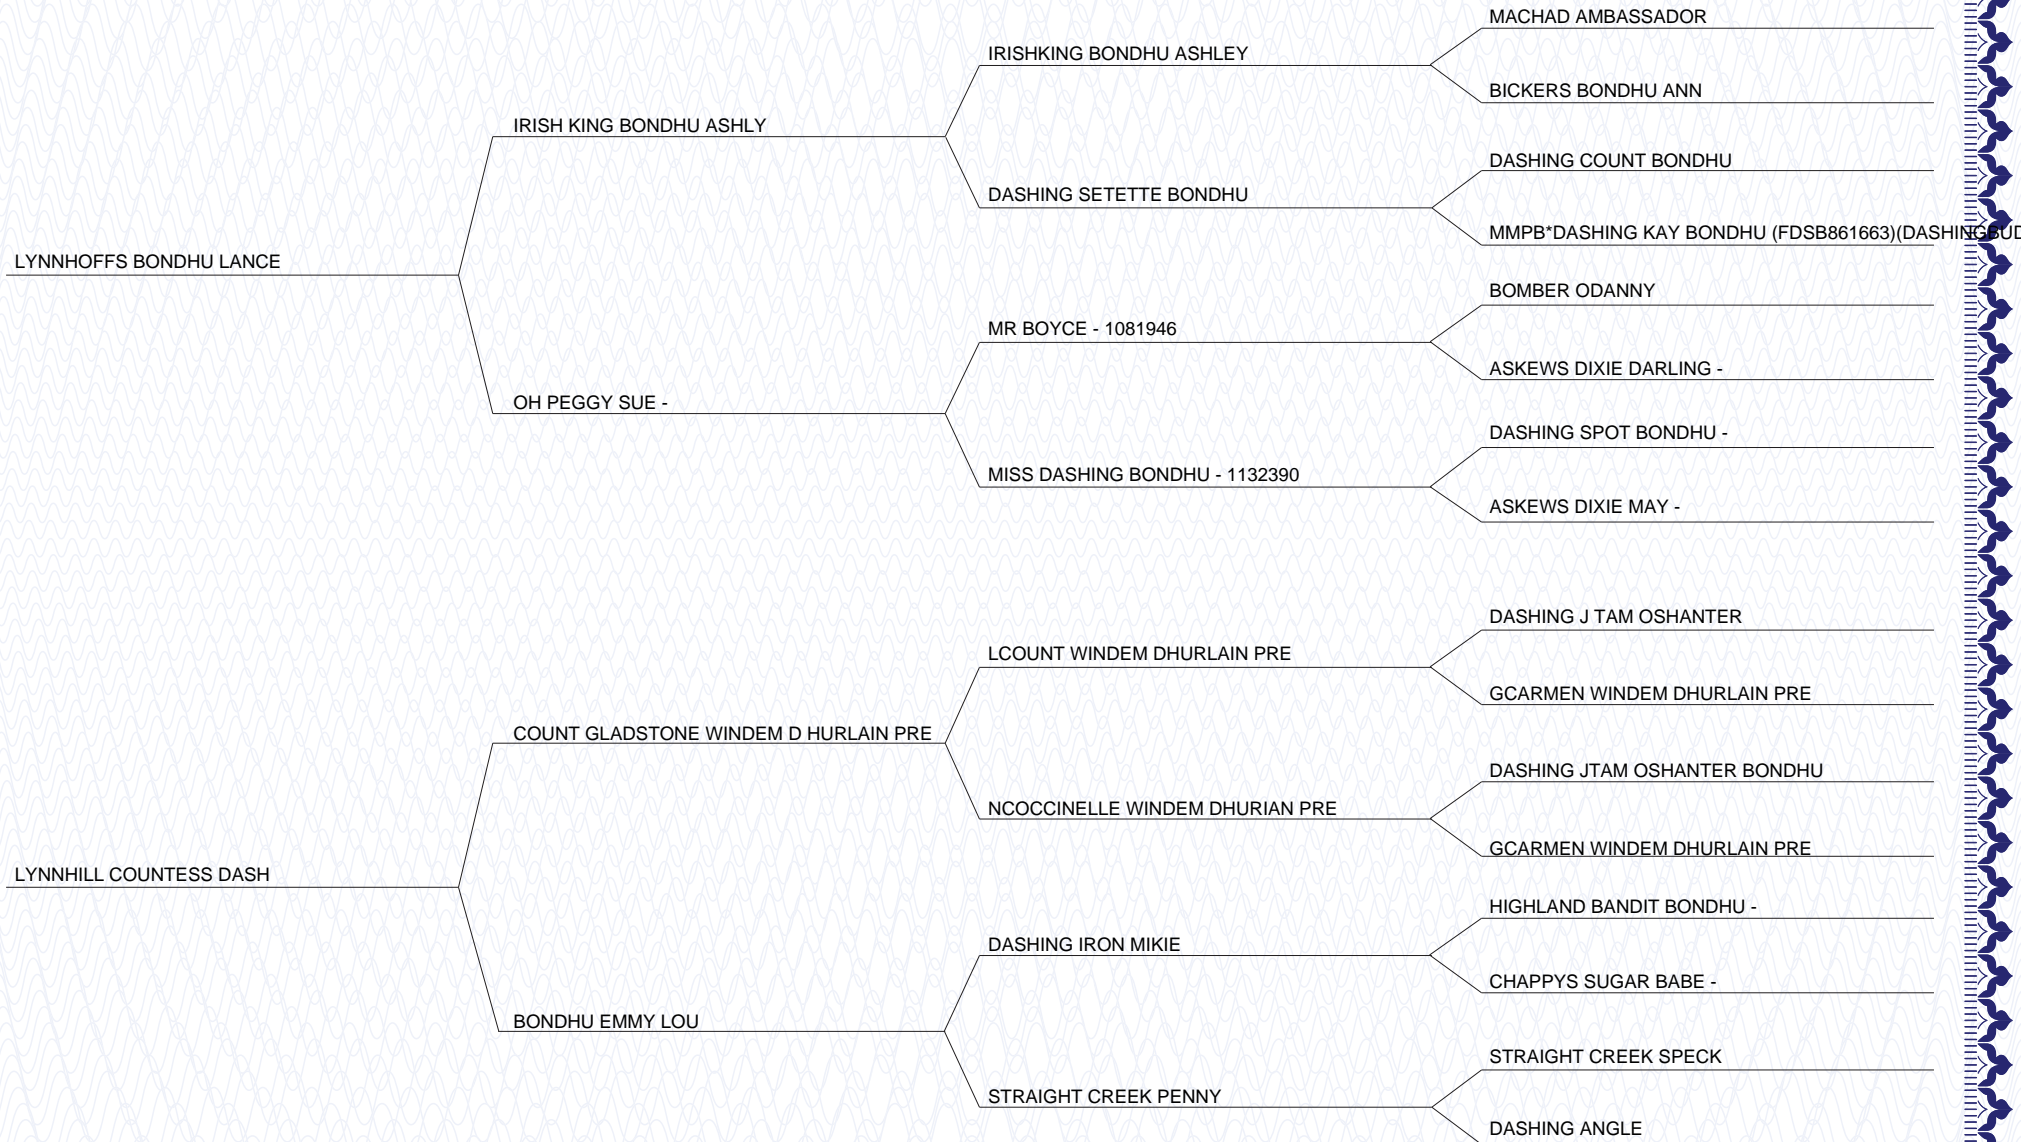 MACHAD AMBASSADOR
IRISHKING BONDHU ASHLEY
BICKERS BONDHU ANN
IRISH KING BONDHU ASHLY
DASHING COUNT BONDHU
DASHING SETETTE BONDHU
MMPB*DASHING KAY BONDHU (FDSB861663)(DASHINGBUD
LYNNHOFFS BONDHU LANCE
BOMBER ODANNY
MR BOYCE - 1081946
ASKEWS DIXIE DARLING -
OH PEGGY SUE -
DASHING SPOT BONDHU -
MISS DASHING BONDHU - 1132390
ASKEWS DIXIE MAY -
DASHING J TAM OSHANTER
LCOUNT WINDEM DHURLAIN PRE
GCARMEN WINDEM DHURLAIN PRE
COUNT GLADSTONE WINDEM D HURLAIN PRE
DASHING JTAM OSHANTER BONDHU
NCOCCINELLE WINDEM DHURIAN PRE
GCARMEN WINDEM DHURLAIN PRE
LYNNHILL COUNTESS DASH
HIGHLAND BANDIT BONDHU -
DASHING IRON MIKIE
CHAPPYS SUGAR BABE -
BONDHU EMMY LOU
STRAIGHT CREEK SPECK
STRAIGHT CREEK PENNY
DASHING ANGLE